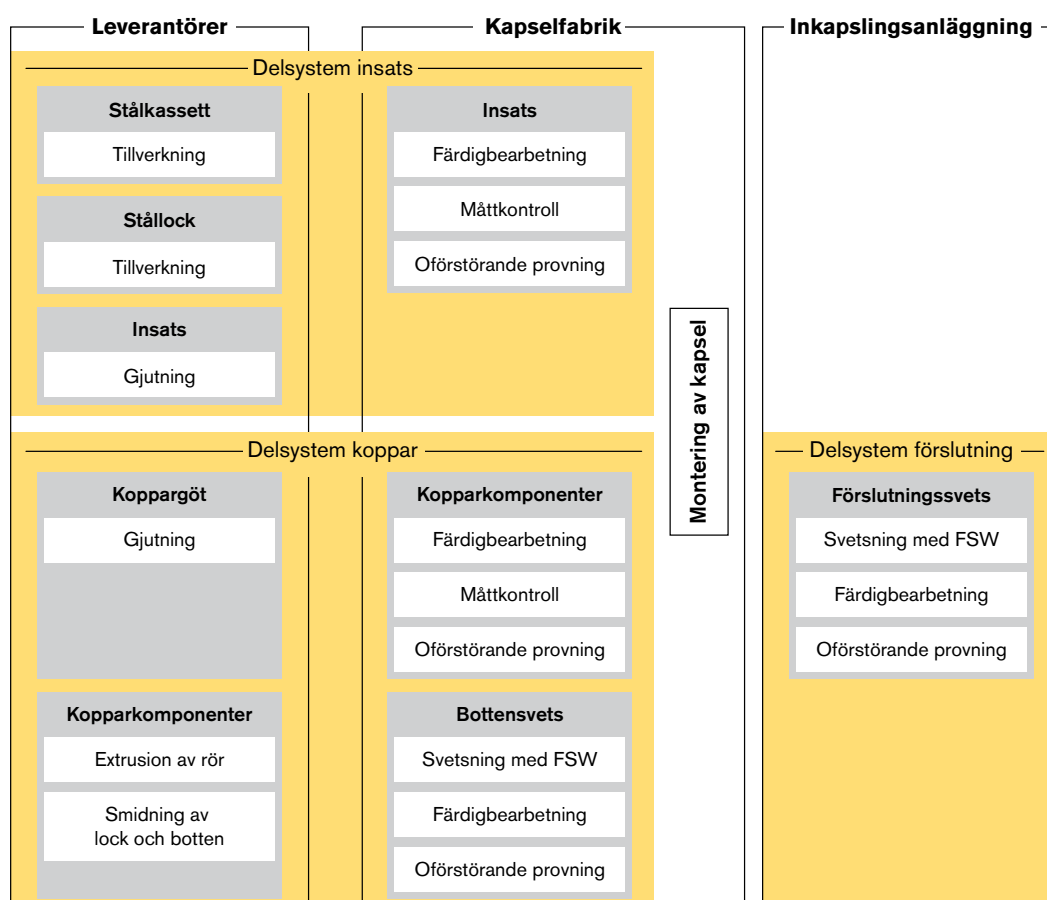 Leverantörer
Kapselfabrik
Inkapslingsanläggning
Delsystem insats
Stålkassett
Tillverkning
Stållock
Tillverkning
Insats
Gjutning
Insats
Färdigbearbetning
Måttkontroll
Oförstörande provning
Montering av kapsel
Delsystem koppar
Koppargöt
Gjutning
Kopparkomponenter
Extrusion av rör
Smidning av
lock och botten
Kopparkomponenter
Färdigbearbetning
Måttkontroll
Oförstörande provning
Bottensvets
Svetsning med FSW
Färdigbearbetning
Oförstörande provning
Delsystem förslutning
Förslutningssvets
Svetsning med FSW
Färdigbearbetning
Oförstörande provning